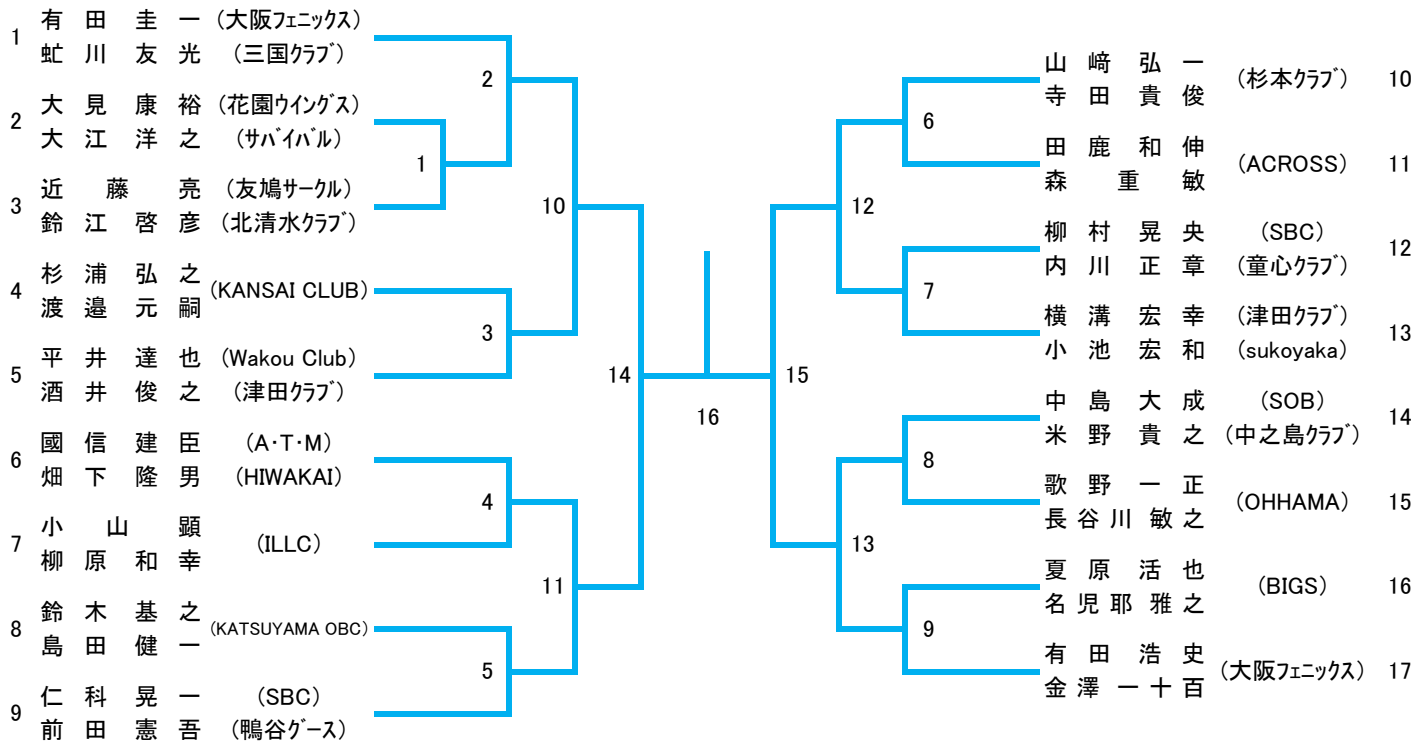 1 有田圭一 (大阪フェニックス)
虻川友光 (三国クラブ)
2
2 大見康裕 (花園ウイングス)
大江洋之 (サバイバル)
1
3 近藤亮 (友鳩サークル)
鈴江啓彦 (北清水クラブ)
10
4 杉浦弘之 (KANSAI CLUB)
渡邉元嗣
3
5 平井達也 (Wakou Club)
酒井俊之 (津田クラブ)
14
6 國信建臣 (A・T・M)
畑下隆男 (HIWAKAI)
4
7 小山顕 (ILLC)
柳原和幸
11
8 鈴木基之 (KATSUYAMA OBC)
島田健一
5
9 仁科晃一 (SBC)
前田憲吾 (鴨谷グース)
16
山﨑弘一 (杉本クラブ) 10
寺田貴俊
6
田鹿和伸 (ACROSS) 11
森重敏
12
柳村晃央 (SBC) 12
内川正章 (童心クラブ)
7
横溝宏幸 (津田クラブ) 13
小池宏和 (sukoyaka)
15
中島大成 (SOB) 14
米野貴之 (中之島クラブ)
8
歌野一正 (OHHAMA) 15
長谷川敏之
13
夏原活也 (BIGS) 16
名児耶雅之
9
有田浩史 (大阪フェニックス) 17
金澤一十百